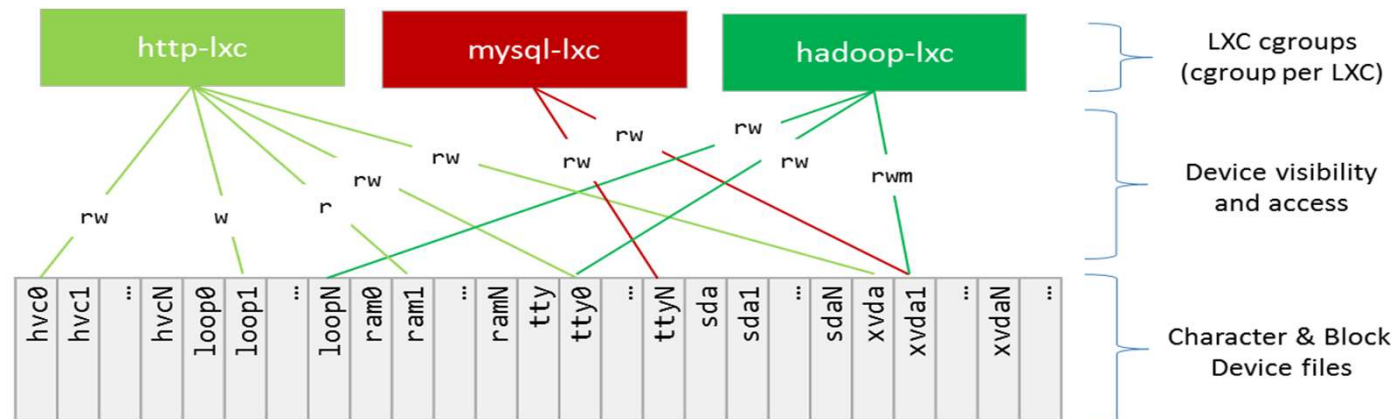 http-lxc
mysql-lxc
hadoop-lxc
LXC cgroups
(cgroup per LXC)
rw
w
r
rw
rw
rw
rw
rw
rw
rwm
Device visibility
and access
hvc0
hvc1
...
hvcN
loop0
loop1
...
loopN
ram0
ram1
...
ramN
tty
tty0
...
ttyN
sda
sda1
...
sdaN
xvda
xvda1
...
xvdaN
...
Character & Block
Device files